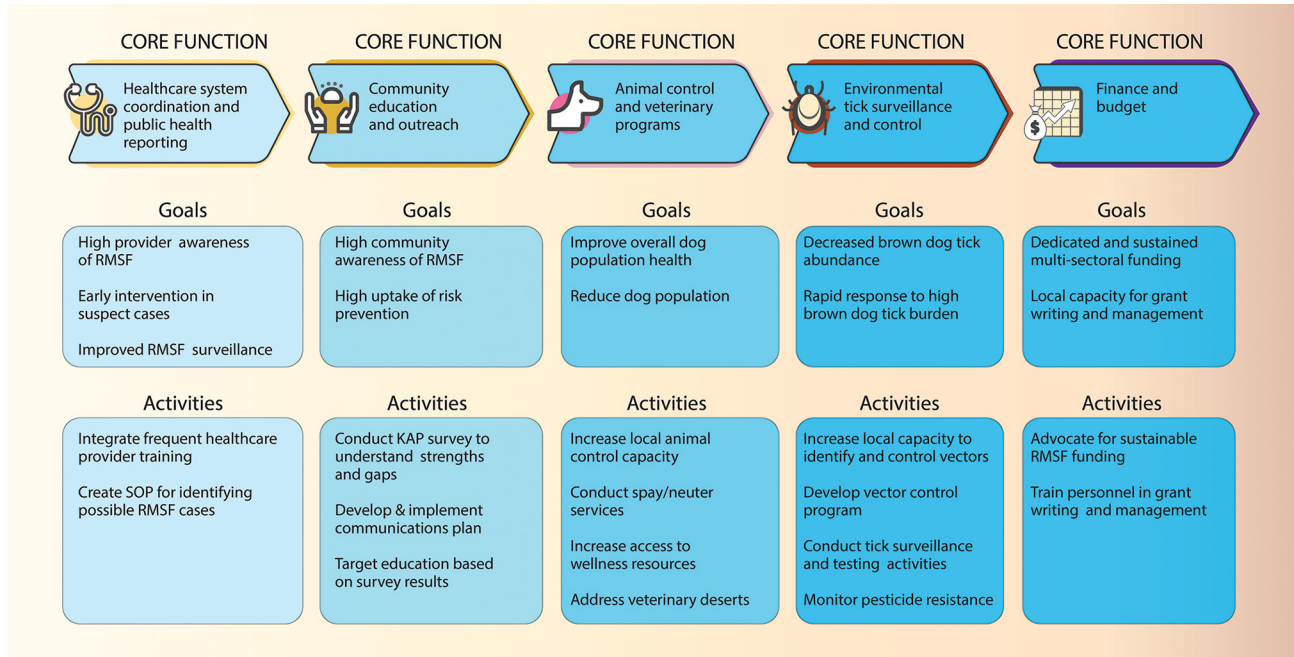 CORE FUNCTION
Healthcare system
coordination and
public health
reporting
CORE FUNCTION
Community
education
and outreach
CORE FUNCTION
Animal control
and veterinary
programs
CORE FUNCTION
Environmental
tick surveillance
and control
CORE FUNCTION
Finance and
budget
$
Goals
High provider awareness
of RMSF
Early intervention in
suspect cases
Improved RMSF surveillance
Goals
High community
awareness of RMSF
High uptake of risk
prevention
Goals
Improve overall dog
population health
Reduce dog population
Goals
Decreased brown dog tick
abundance
Rapid response to high
brown dog tick burden
Goals
Dedicated and sustained
multi-sectoral funding
Local capacity for grant
writing and management
Activities
Integrate frequent healthcare
provider training
Create SOP for identifying
possible RMSF cases
Activities
Conduct KAP survey to
understand strengths
and gaps
Develop & implement
communications plan
Target education based
on survey results
Activities
Increase local animal
control capacity
Conduct spay/neuter
services
Increase access to
wellness resources
Address veterinary deserts
Activities
Increase local capacity to
identify and control vectors
Develop vector control
program
Conduct tick surveillance
and testing activities
Monitor pesticide resistance
Activities
Advocate for sustainable
RMSF funding
Train personnel in grant
writing and management